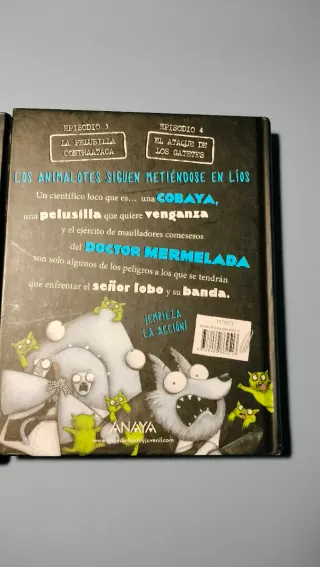 EPISODIO 3
LA PELUSILLA
CONTRAATACA
EPISODIO 4
EL ATAQUE DE
LOS GATETES
LOS ANIMALOTES SIGUEN METIÉNDOSE EN LÍOS
Un científico loco que es... una COBAYA,
una pelusilla que quiere venganza
y el ejército de maulladores comesesos
del DOCTOR MERMELADA
son solo algunos de los peligros a los que se tendrán
que enfrentar el señor lobo y su banda.
¡EMPIEZA
LA ACCIÓN!
ANAYA